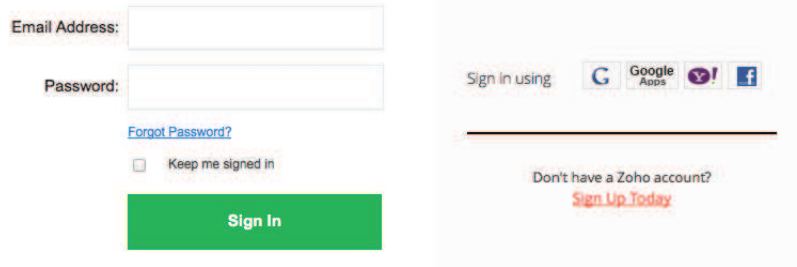 Email Address:
Password:
Forgot Password?
Keep me signed in
Sign In
Sign in using
G
Google
Apps
Y!
f
Don't have a Zoho account?
Sign Up Today